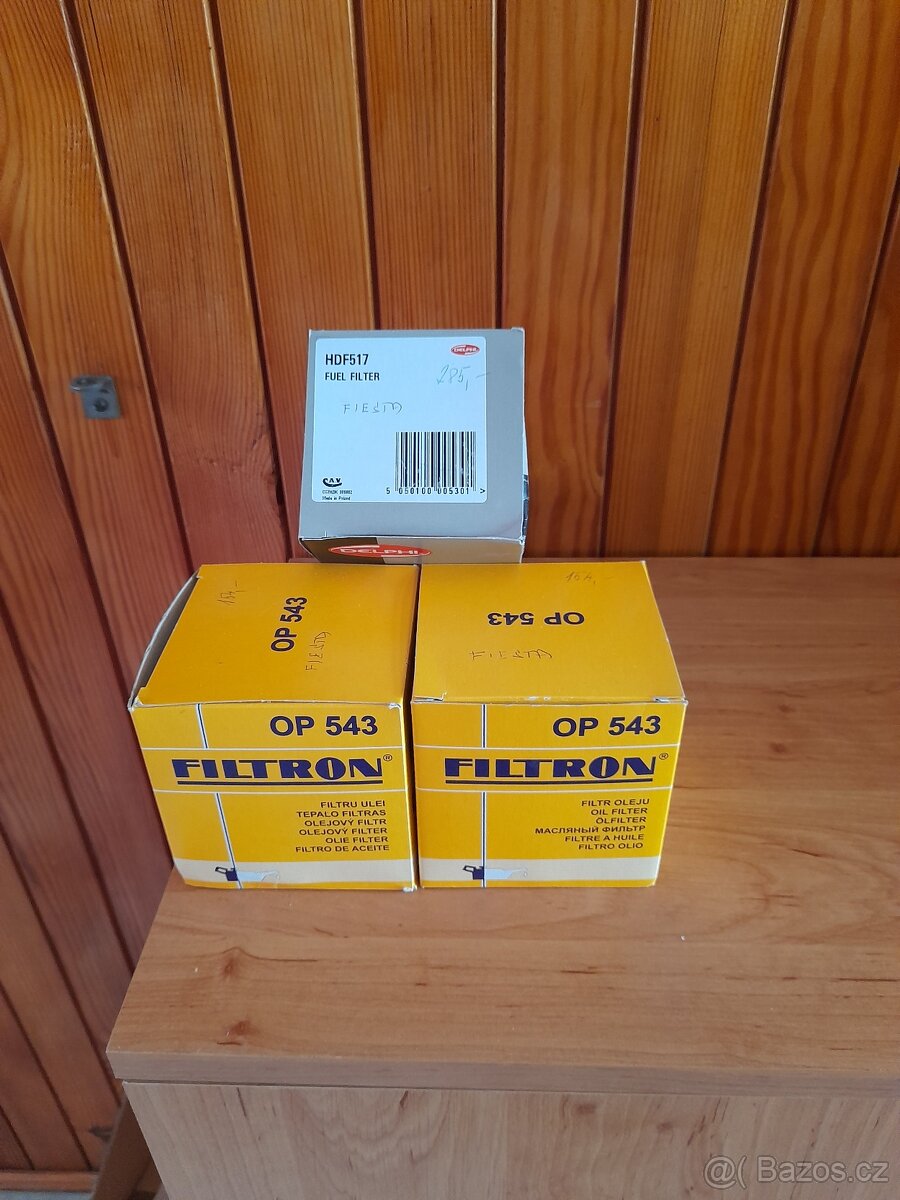 HDF517
DELPHI
FUEL FILTER
285,-
FIESTA
CAV
5 050100 005301 >
Made in Poland
DELPHI
154,-
OP 543
FIESTA
154,-
OP 543
FIESTA
OP 543
FILTRON®
FILTRU ULEI
TEPALO FILTRAS
OLEJOVÝ FILTR
OLEJOVÝ FILTER
OLIE FILTER
FILTRO DE ACEITE
OP 543
FILTRON®
FILTR OLEJU
OIL FILTER
ÖLFILTER
МАСЛЯНЫЙ ФИЛЬТР
FILTRE A HUILE
FILTRO OLIO
@( Bazos.cz